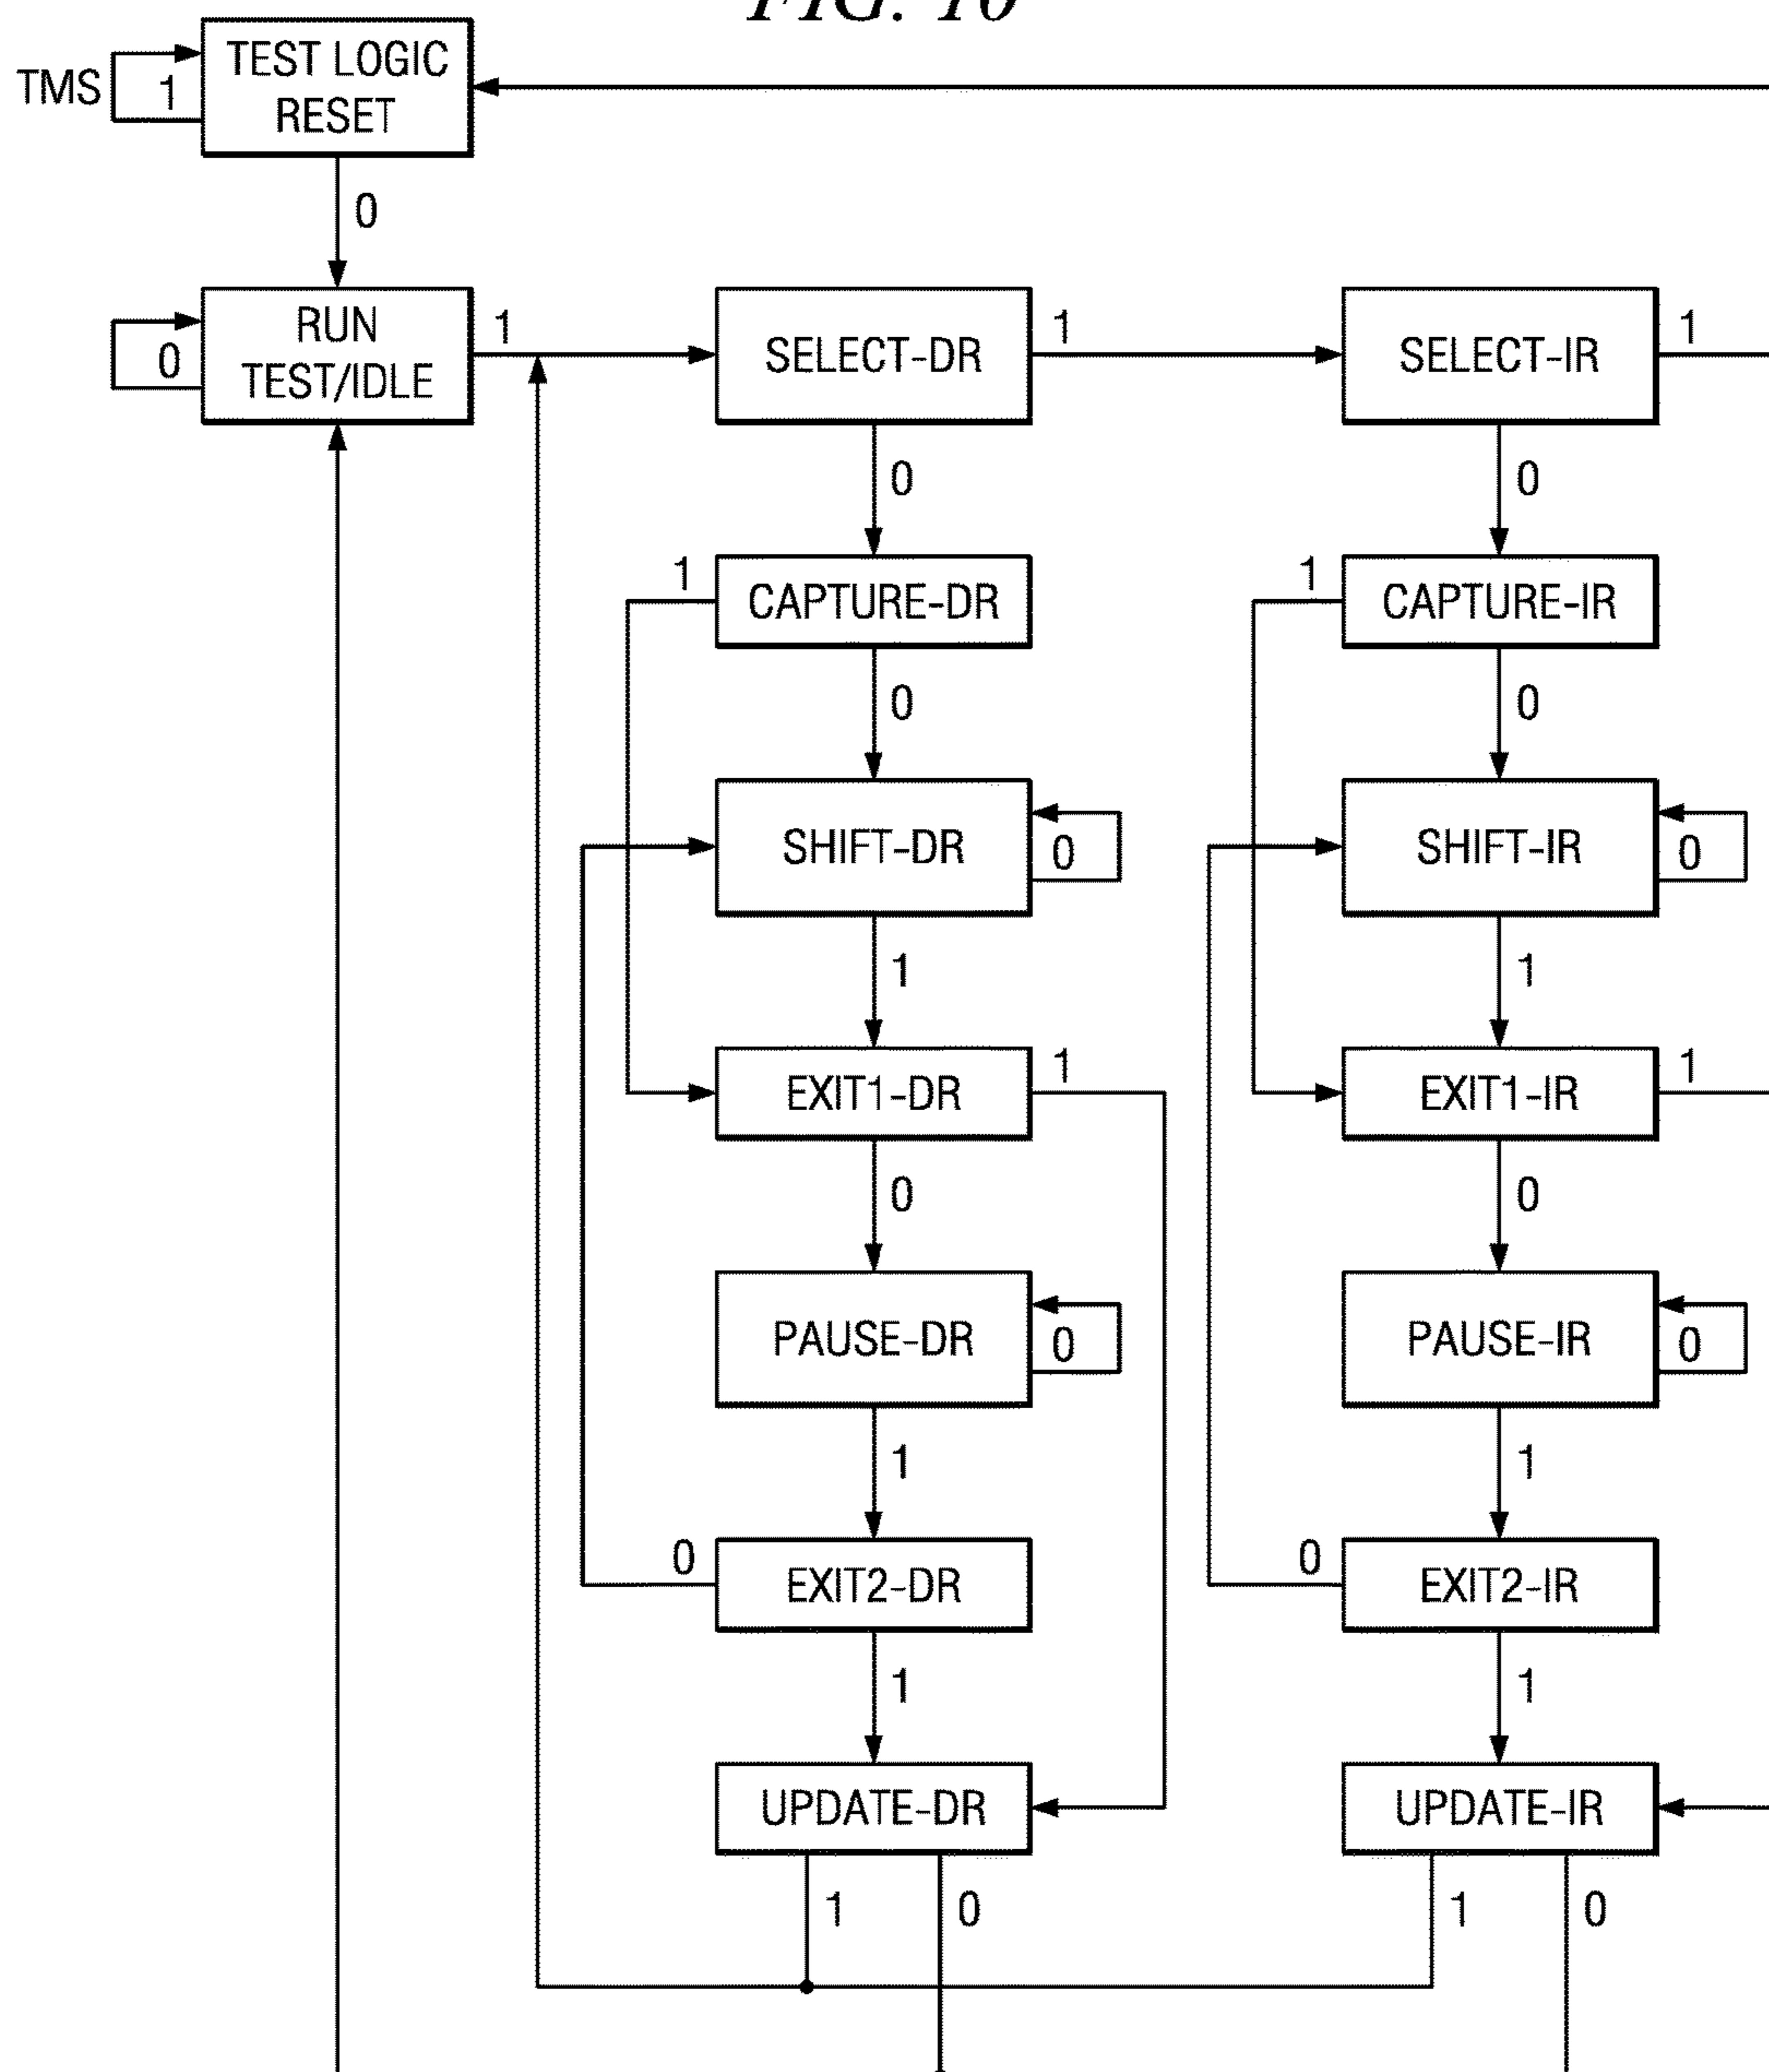 FIG. 10
TEST LOGIC
RESET
TMS
1
0
RUN
TEST/IDLE
0
1
SELECT-DR
1
SELECT-IR
1
0
0
1
CAPTURE-DR
1
CAPTURE-IR
0
0
SHIFT-DR
0
SHIFT-IR
0
1
1
EXIT1-DR
1
EXIT1-IR
1
0
0
PAUSE-DR
0
PAUSE-IR
0
1
1
0
EXIT2-DR
0
EXIT2-IR
1
1
UPDATE-DR
UPDATE-IR
1
0
1
0